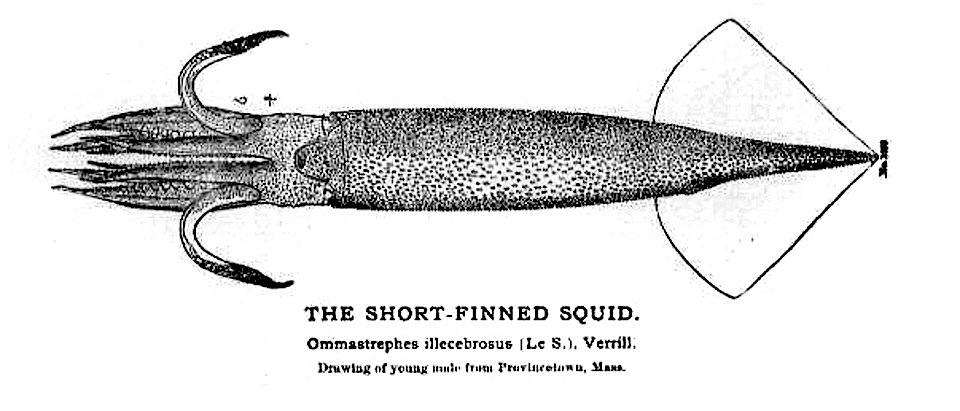 THE SHORT-FINNED SQUID.
Ommastrephes illecebrosus (Le S.). Verrill.
Drawing of young male from Provincetown, Mass.